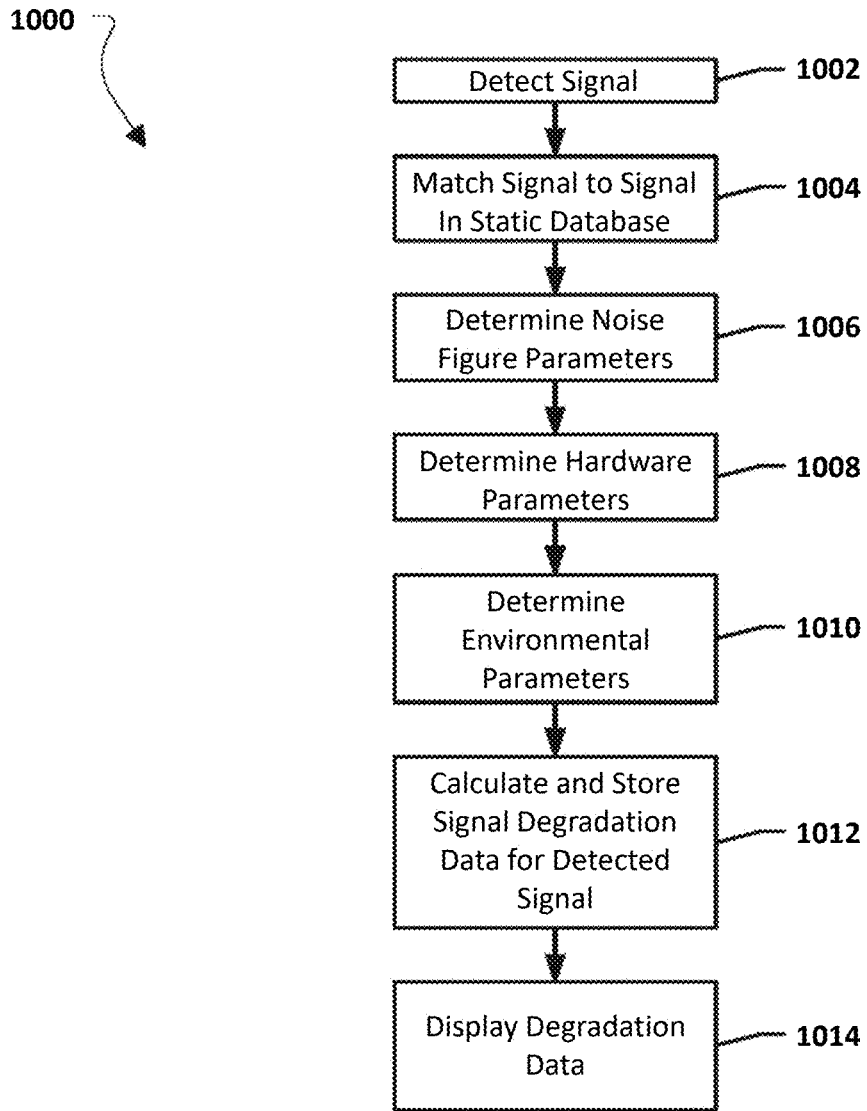 1000
Detect Signal
1002
Match Signal to Signal
In Static Database
1004
Determine Noise
Figure Parameters
1006
Determine Hardware
Parameters
1008
Determine
Environmental
Parameters
1010
Calculate and Store
Signal Degradation
Data for Detected
Signal
1012
Display Degradation
Data
1014